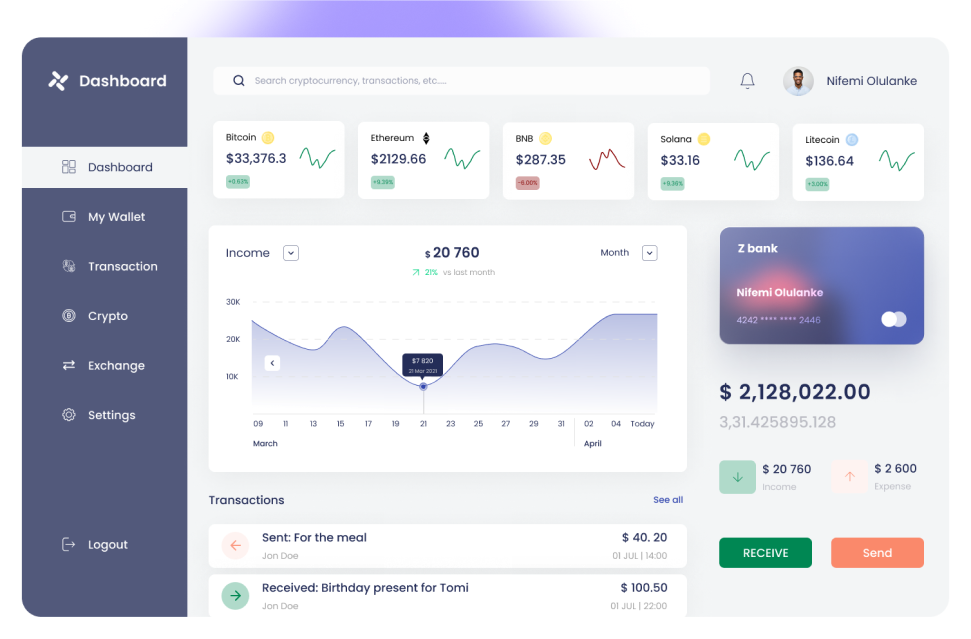 Dashboard
Search cryptocurrency, transactions, etc.....
Nifemi Olulanke
Dashboard
My Wallet
Transaction
Crypto
Exchange
Settings
Logout
Bitcoin
$33,376.3
+0.63%
Ethereum
$2129.66
+9.38%
BNB
$287.35
-6.00%
Solana
$33.16
+9.36%
Litecoin
$136.64
+3.00%
Income
$ 20 760
21% vs last month
Month
30K
20K
10K
$7 820
21 Mar 2021
09 11 13 15 17 19 21 23 25 27 29 31 02 04 Today
March April
Z bank
Nifemi Olulanke
4242 **** **** 2446
$ 2,128,022.00
3,31.425895.128
$ 20 760
Income
$ 2 600
Expense
RECEIVE
Send
Transactions
See all
Sent: For the meal
$ 40. 20
Jon Doe
01 JUL | 14:00
Received: Birthday present for Tomi
$ 100.50
Jon Doe
01 JUL | 22:00